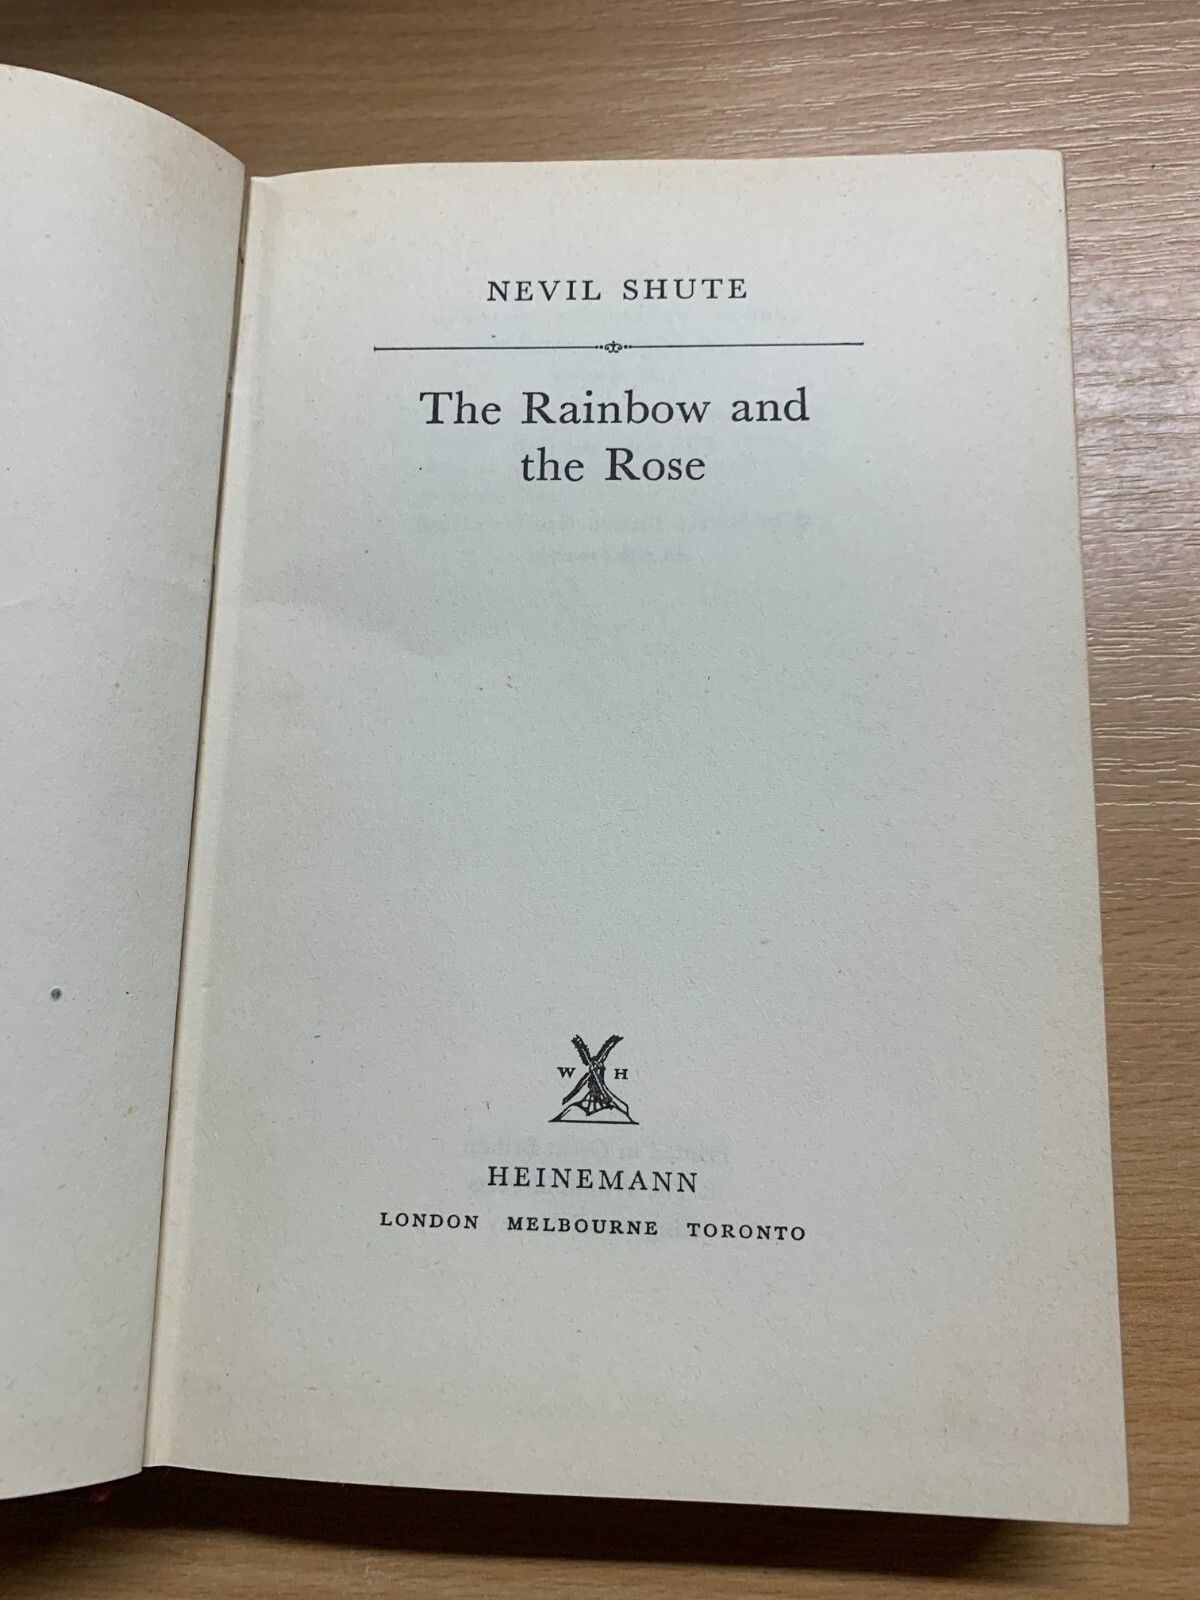 NEVIL SHUTE
The Rainbow and
the Rose
W H
HEINEMANN
LONDON MELBOURNE TORONTO